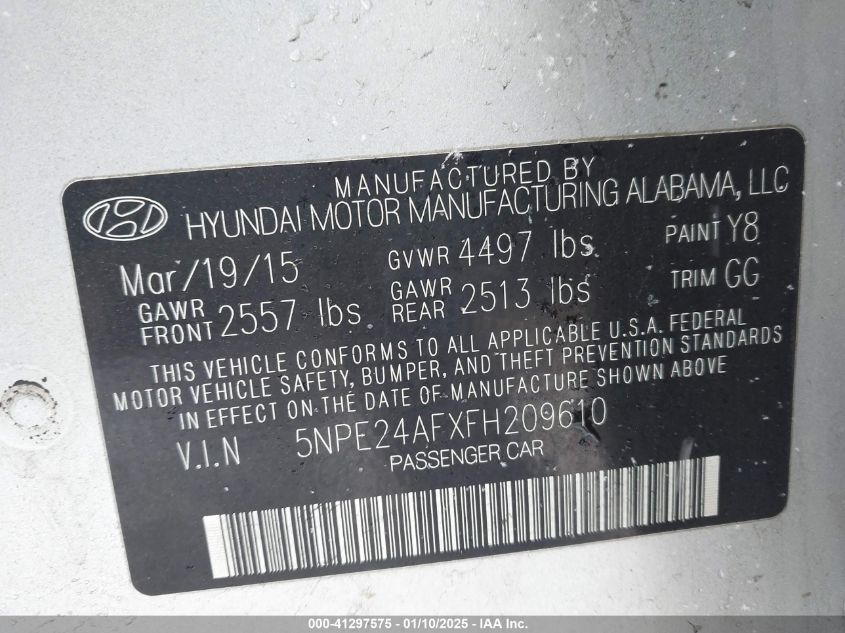 MANUFACTURED BY
HYUNDAI MOTOR MANUFACTURING ALABAMA, LLC
Mar/19/15 GVWR 4497 lbs PAINT Y8
GAWR FRONT 2557 lbs GAWR REAR 2513 lbs TRIM GG
THIS VEHICLE CONFORMS TO ALL APPLICABLE U.S.A. FEDERAL
MOTOR VEHICLE SAFETY, BUMPER, AND THEFT PREVENTION STANDARDS
IN EFFECT ON THE DATE OF MANUFACTURE SHOWN ABOVE
V.I.N 5NPE24AFXFH209610
PASSENGER CAR
000-41297575 - 01/10/2025 - IAA Inc.